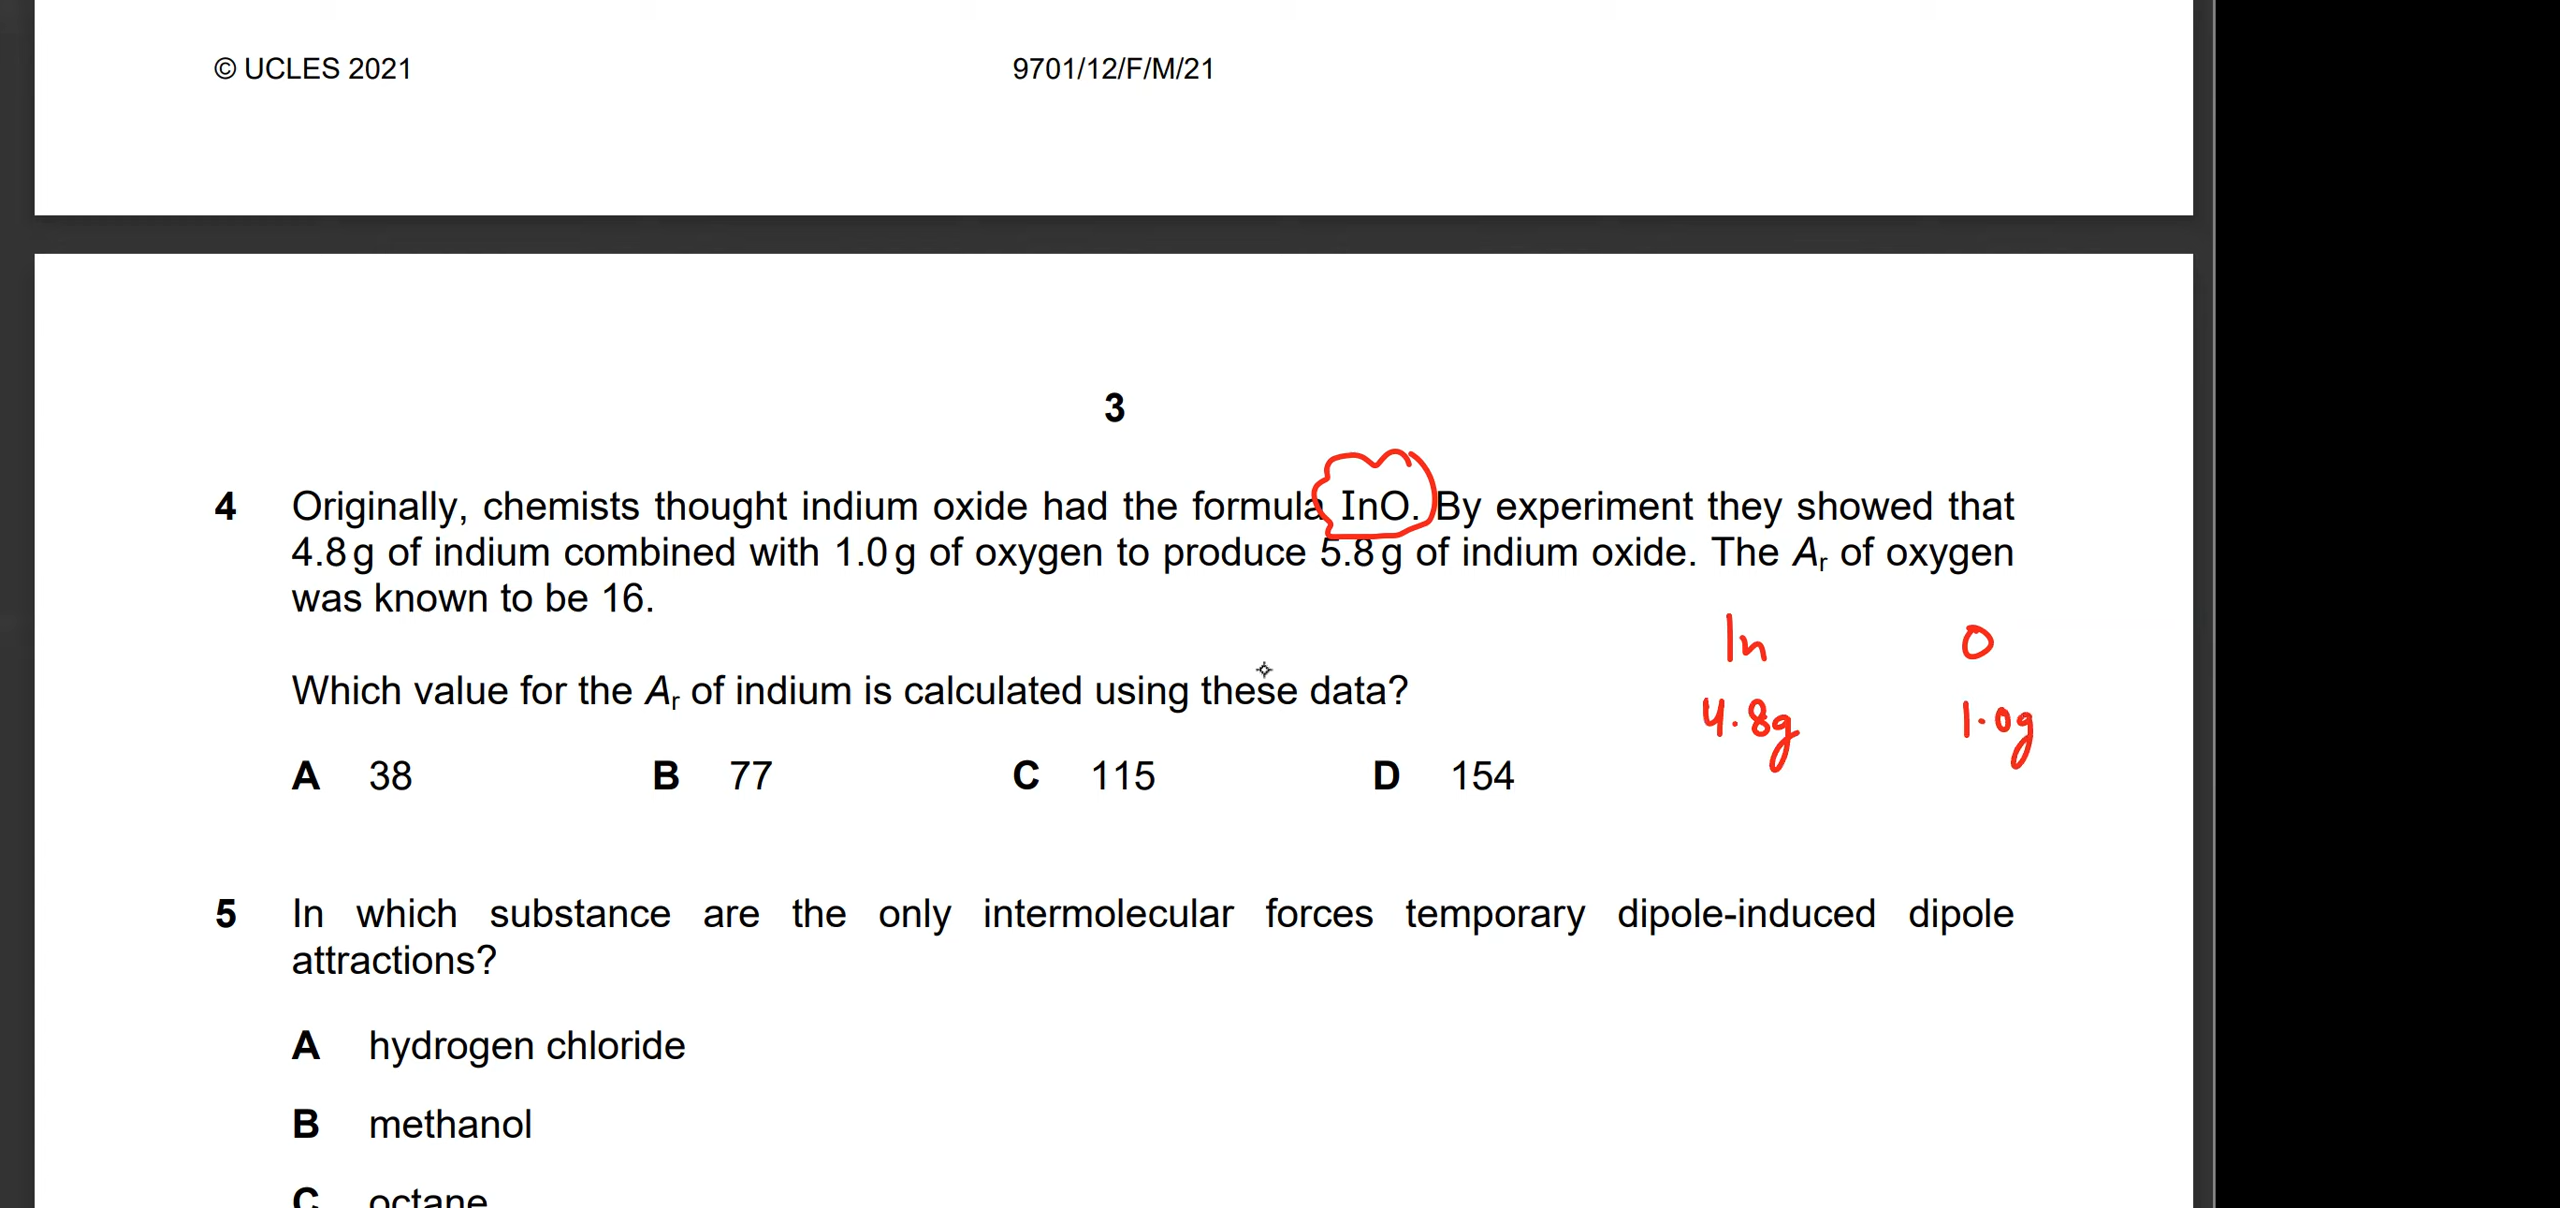 © UCLES 2021 9701/12/F/M/21
3
4 Originally, chemists thought indium oxide had the formula InO. By experiment they showed that
4.8 g of indium combined with 1.0 g of oxygen to produce 5.8 g of indium oxide. The Ar of oxygen
was known to be 16.
In O
Which value for the Ar of indium is calculated using these data?
4.8g 1.0g
A 38 B 77 C 115 D 154
5 In which substance are the only intermolecular forces temporary dipole-induced dipole
attractions?
A hydrogen chloride
B methanol
C octane